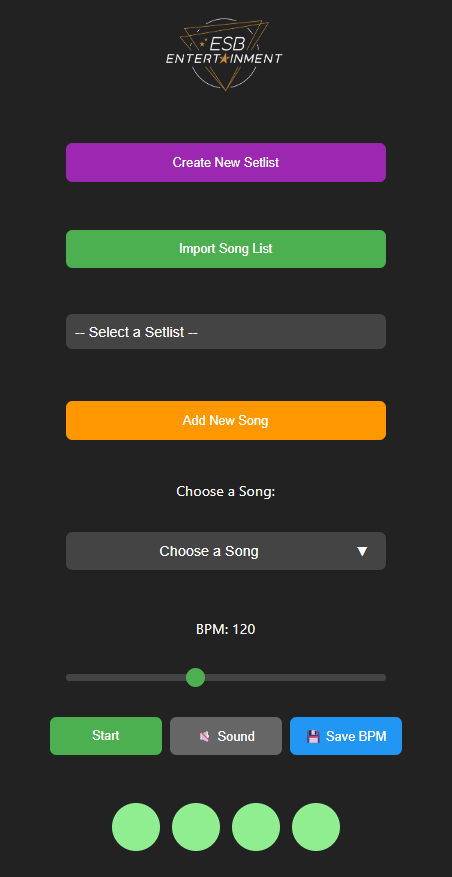 ESB
ENTERTAINMENT
Create New Setlist
Import Song List
-- Select a Setlist --
Add New Song
Choose a Song:
Choose a Song ▼
BPM: 120
Start
Sound
Save BPM